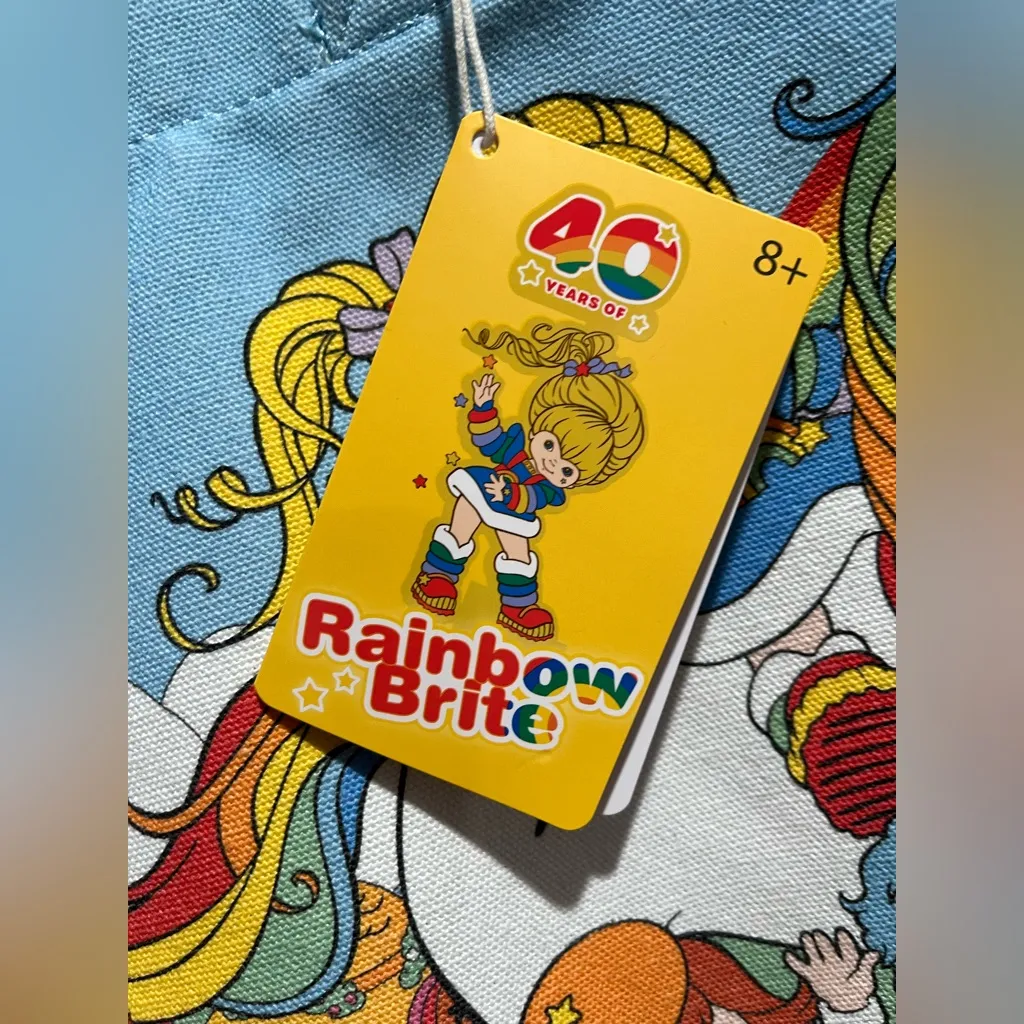 40
YEARS OF
8+
Rainbow
Brite